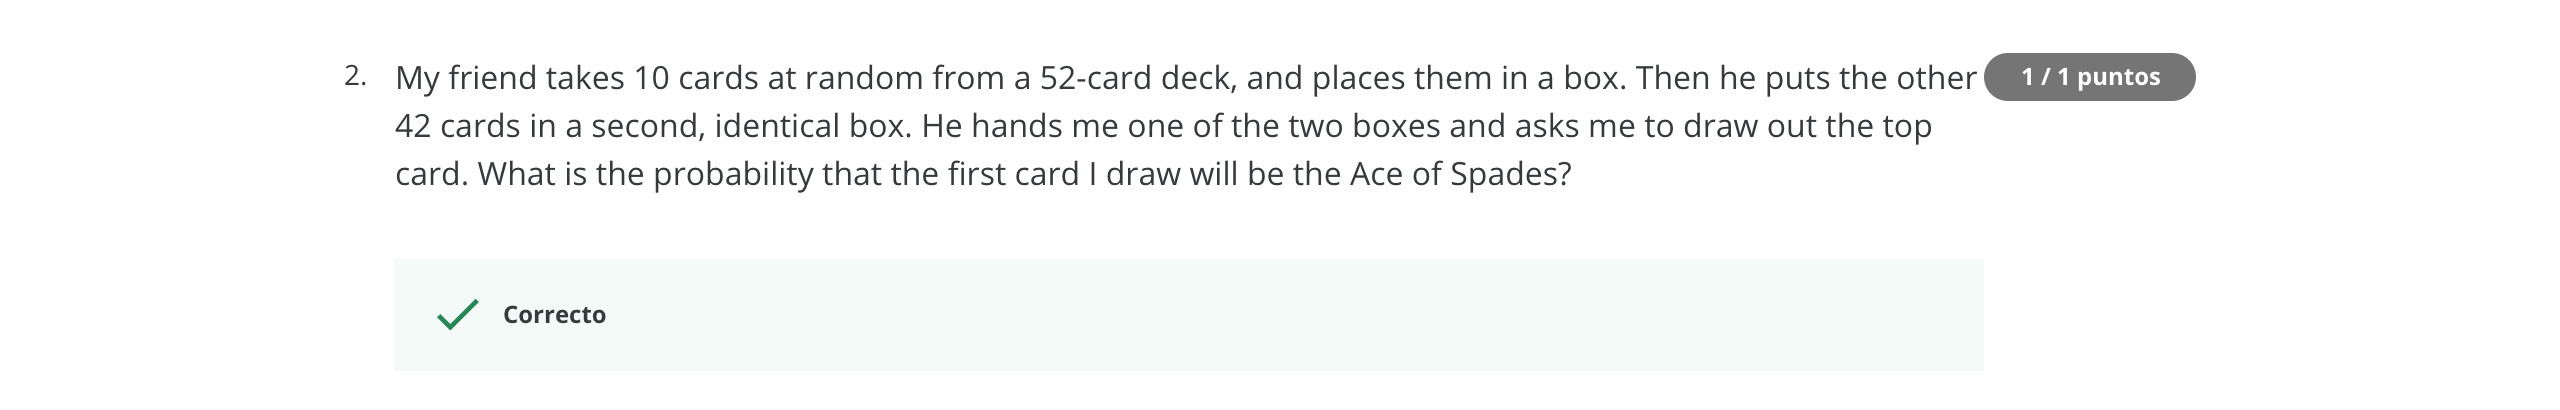 2. My friend takes 10 cards at random from a 52-card deck, and places them in a box. Then he puts the other 1 / 1 puntos
42 cards in a second, identical box. He hands me one of the two boxes and asks me to draw out the top
card. What is the probability that the first card I draw will be the Ace of Spades?
Correcto